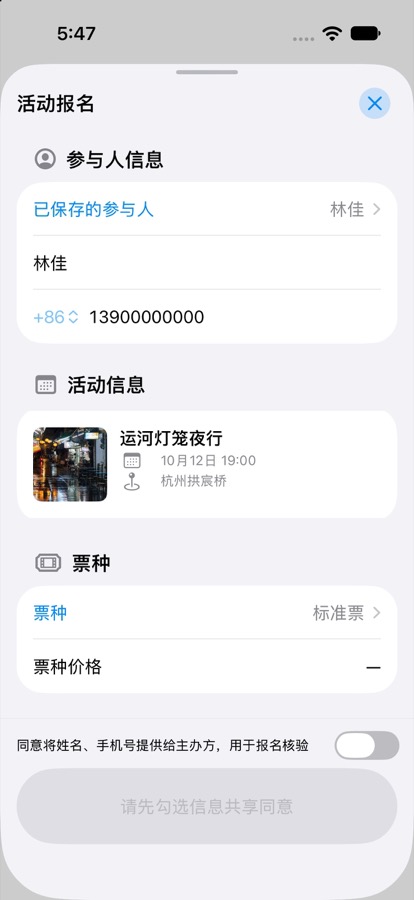 5:47
活动报名
参与人信息
已保存的参与人
林佳
林佳
+86 13900000000
活动信息
运河灯笼夜行
10月12日 19:00
杭州拱宸桥
票种
票种
标准票
票种价格
—
同意将姓名、手机号提供给主办方，用于报名核验
请先勾选信息共享同意